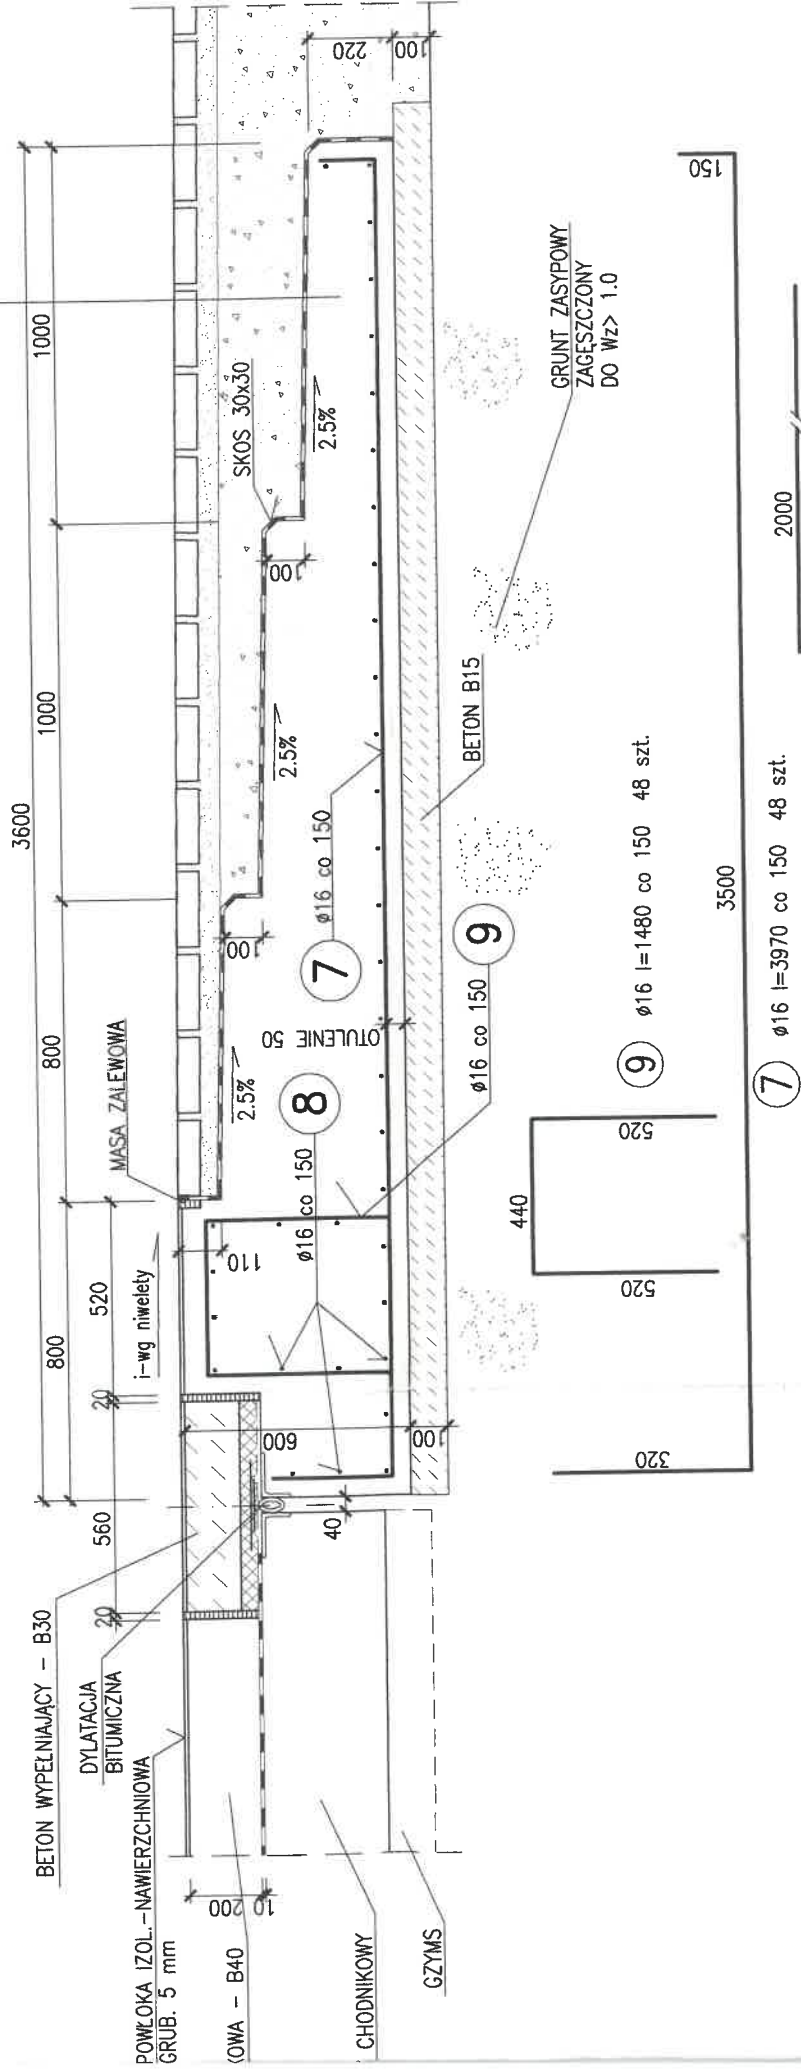 3600
800
800
1000
1000
20
560
20
520
BETON WYPEŁNIAJĄCY - B30
DYLATACJA
BITUMICZNA
POWŁOKA IZOL.-NAWIERZCHNIOWA
GRUB. 5 mm
i-wg niwelety
MASA ZALEWOWA
SKOS 30x30
2.5%
2.5%
2.5%
110
100
100
220
100
200
10
600
100
40
KOWA - B40
CHODNIKOWY
GZYMS
8
ø16 co 150
OTULENIE 50
7
ø16 co 150
9
ø16 co 150
BETON B15
GRUNT ZASYPOWY
ZAGĘSZCZONY
DO Wz> 1.0
440
520
520
9
ø16 l=1480 co 150 48 szt.
320
3500
150
7
ø16 l=3970 co 150 48 szt.
2000